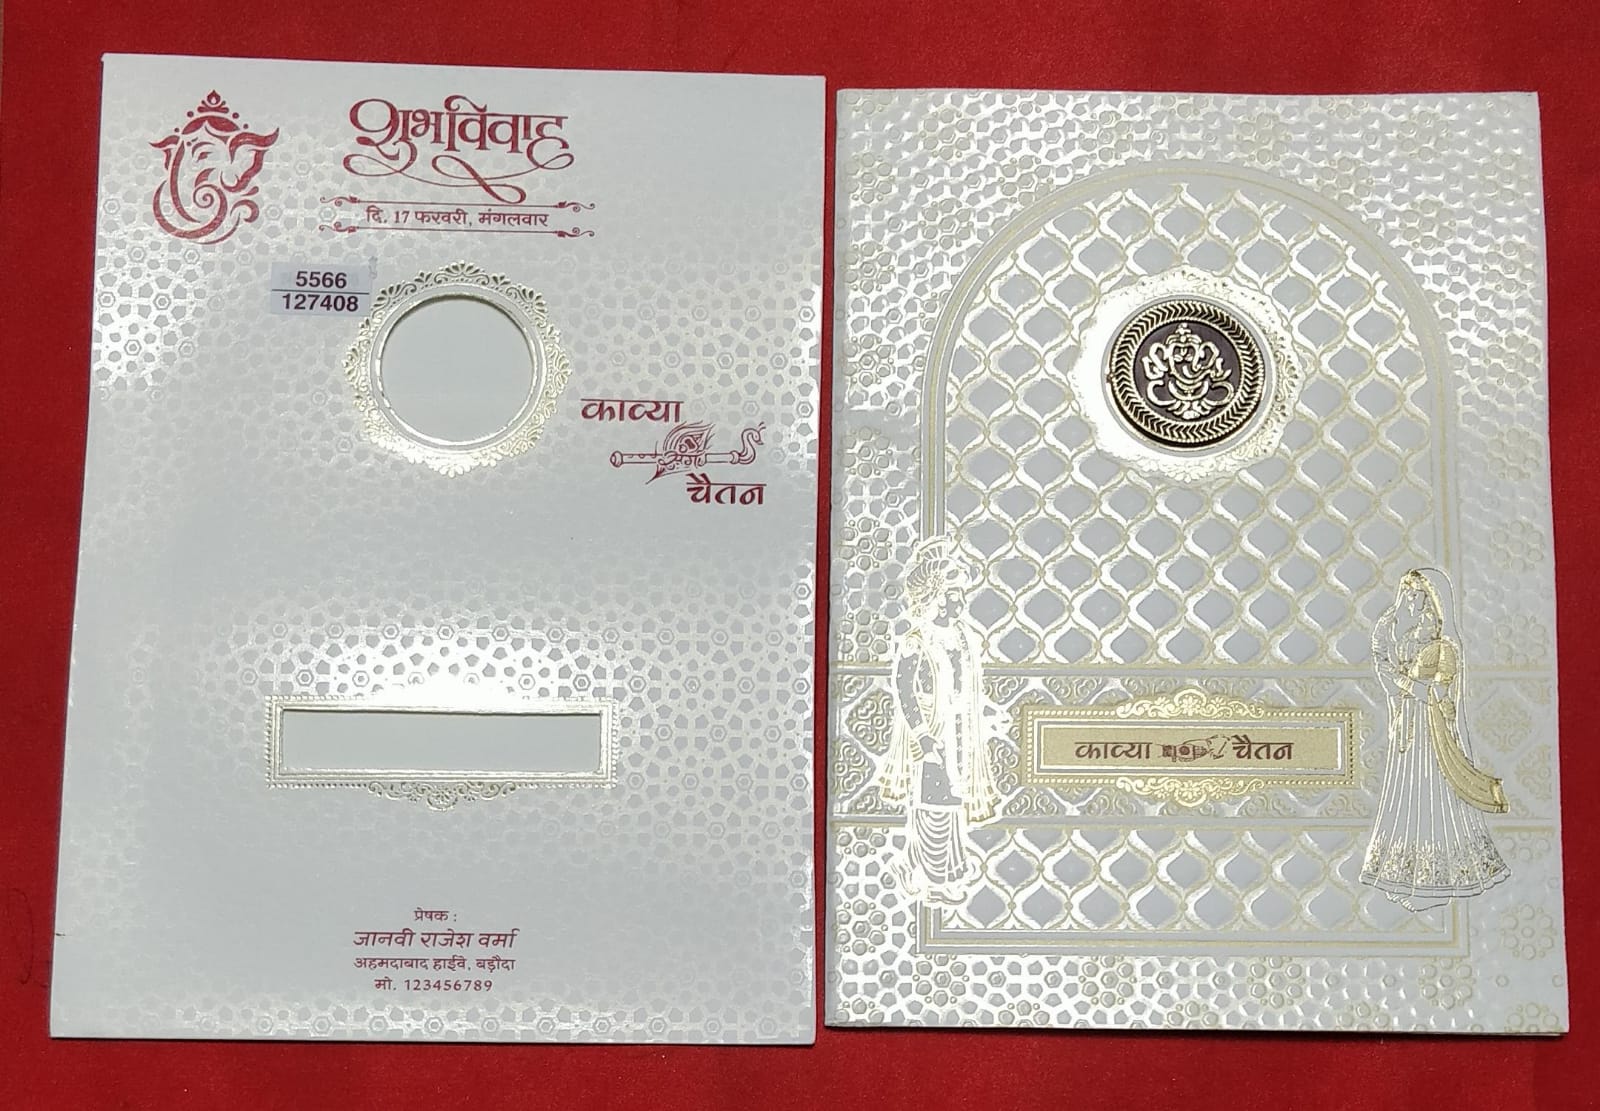 शुभविवाह
दि. 17 फरवरी, मंगलवार
5566
127408
काव्या
संग
चैतन
प्रेषक :
जानवी राजेश वर्मा
अहमदाबाद हाईवे, बड़ौदा
मो. 123456789
काव्या चैतन